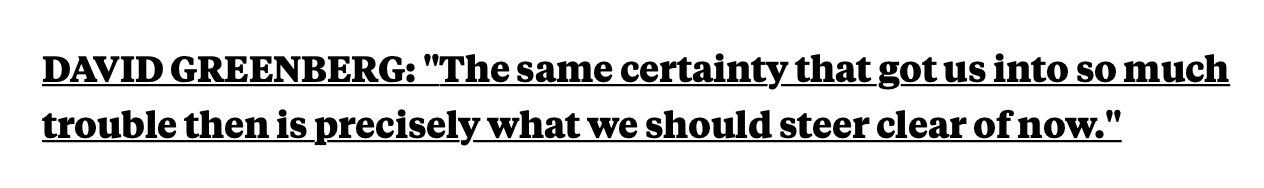 DAVID GREENBERG: "The same certainty that got us into so much
trouble then is precisely what we should steer clear of now."